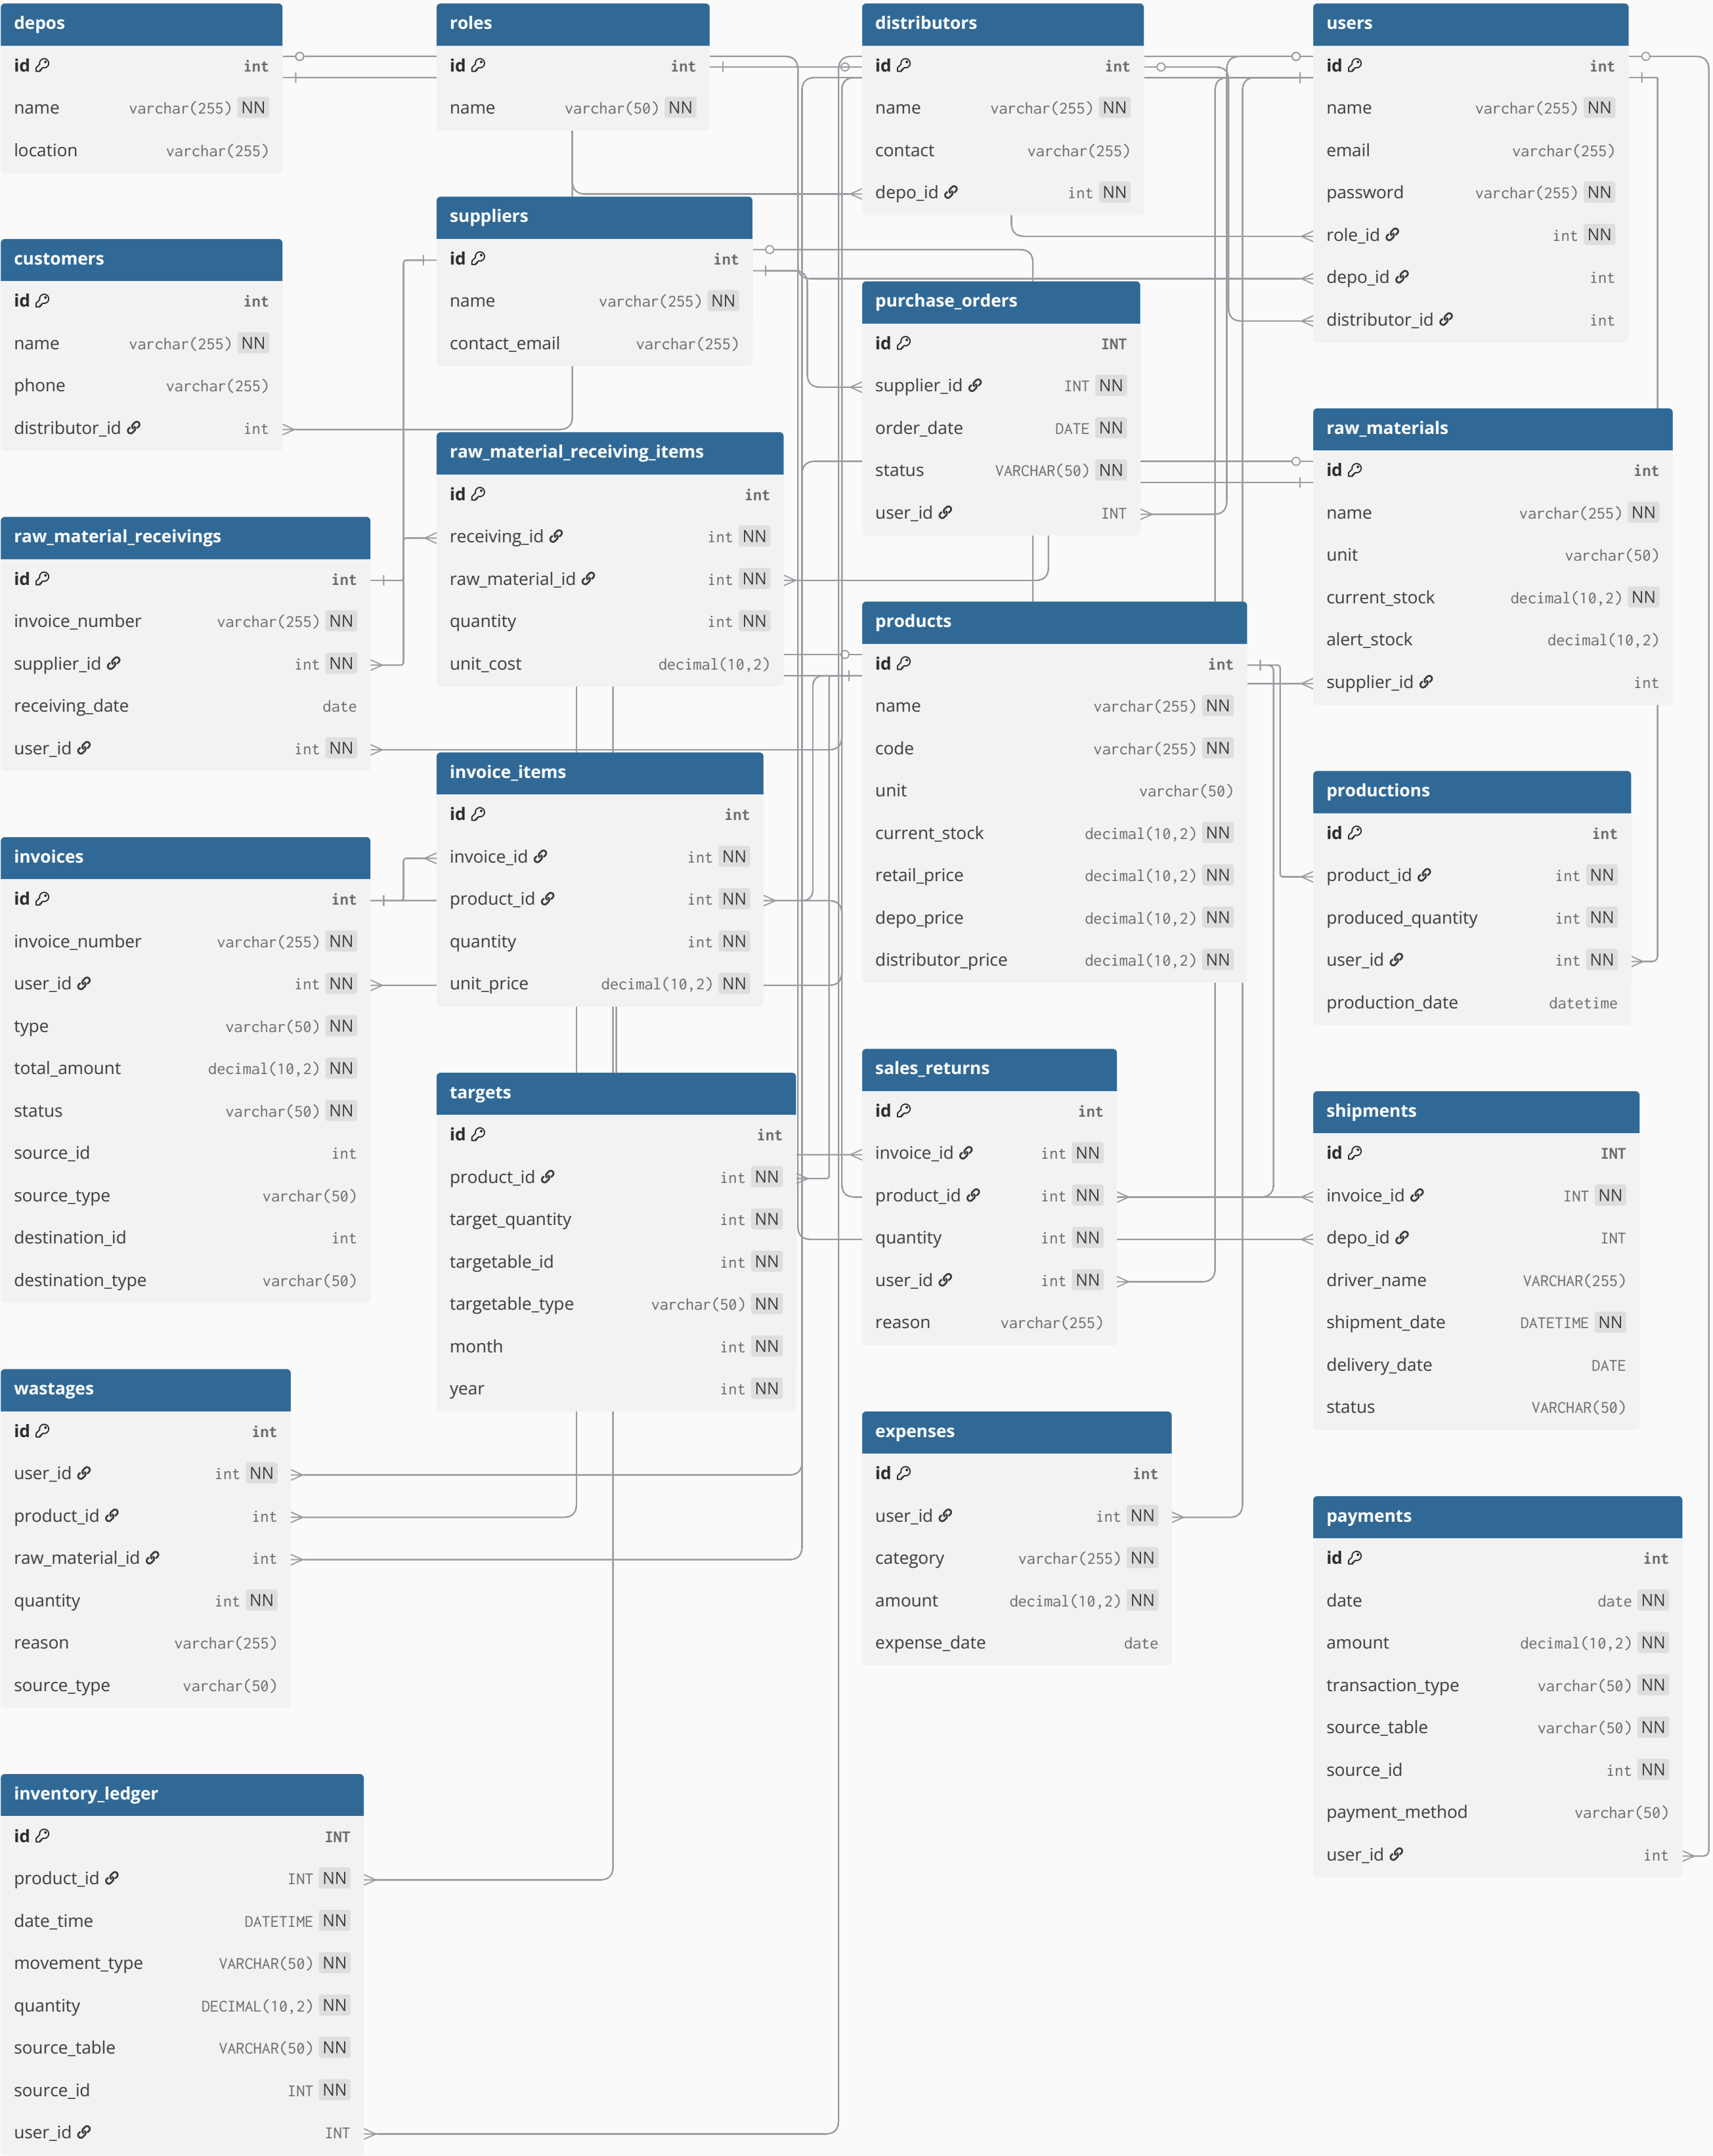 depos
id int
name varchar(255) NN
location varchar(255)
customers
id int
name varchar(255) NN
phone varchar(255)
distributor_id int
raw_material_receivings
id int
invoice_number varchar(255) NN
supplier_id int NN
receiving_date date
user_id int NN
invoices
id int
invoice_number varchar(255) NN
user_id int NN
type varchar(50) NN
total_amount decimal(10,2) NN
status varchar(50) NN
source_id int
source_type varchar(50)
destination_id int
destination_type varchar(50)
wastages
id int
user_id int NN
product_id int
raw_material_id int
quantity int NN
reason varchar(255)
source_type varchar(50)
inventory_ledger
id INT
product_id INT NN
date_time DATETIME NN
movement_type VARCHAR(50) NN
quantity DECIMAL(10,2) NN
source_table VARCHAR(50) NN
source_id INT NN
user_id INT
roles
id int
name varchar(50) NN
suppliers
id int
name varchar(255) NN
contact_email varchar(255)
raw_material_receiving_items
id int
receiving_id int NN
raw_material_id int NN
quantity int NN
unit_cost decimal(10,2)
invoice_items
id int
invoice_id int NN
product_id int NN
quantity int NN
unit_price decimal(10,2) NN
targets
id int
product_id int NN
target_quantity int NN
targetable_id int NN
targetable_type varchar(50) NN
month int NN
year int NN
distributors
id int
name varchar(255) NN
contact varchar(255)
depo_id int NN
purchase_orders
id INT
supplier_id INT NN
order_date DATE NN
status VARCHAR(50) NN
user_id INT
products
id int
name varchar(255) NN
code varchar(255) NN
unit varchar(50)
current_stock decimal(10,2) NN
retail_price decimal(10,2) NN
depo_price decimal(10,2) NN
distributor_price decimal(10,2) NN
sales_returns
id int
invoice_id int NN
product_id int NN
quantity int NN
user_id int NN
reason varchar(255)
expenses
id int
user_id int NN
category varchar(255) NN
amount decimal(10,2) NN
expense_date date
users
id int
name varchar(255) NN
email varchar(255)
password varchar(255) NN
role_id int NN
depo_id int
distributor_id int
raw_materials
id int
name varchar(255) NN
unit varchar(50)
current_stock decimal(10,2) NN
alert_stock decimal(10,2)
supplier_id int
productions
id int
product_id int NN
produced_quantity int NN
user_id int NN
production_date datetime
shipments
id INT
invoice_id INT NN
depo_id INT
driver_name VARCHAR(255)
shipment_date DATETIME NN
delivery_date DATE
status VARCHAR(50)
payments
id int
date date NN
amount decimal(10,2) NN
transaction_type varchar(50) NN
source_table varchar(50) NN
source_id int NN
payment_method varchar(50)
user_id int